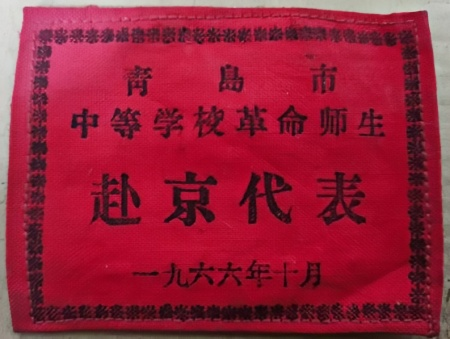 青岛市
中等学校革命师生
赴京代表
一九六六年十月